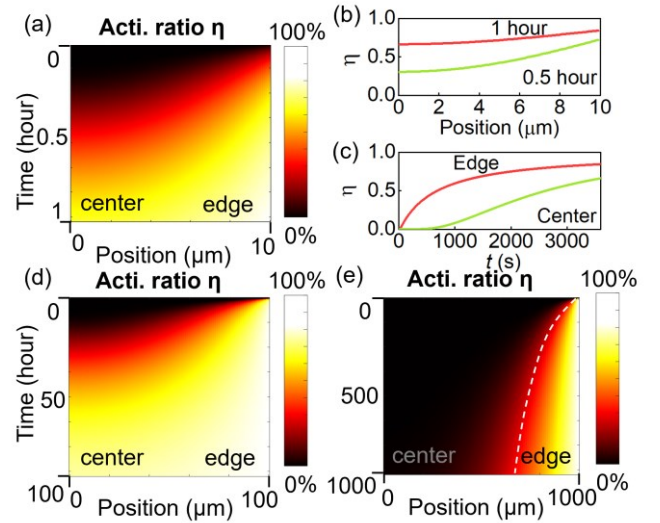 (a)
Acti. ratio η
100%
0
0.5
1
Time (hour)
center
edge
0
10
Position (µm)
0%
(b)
1.0
0.5
0.0
η
1 hour
0.5 hour
0 2 4 6 8 10
Position (µm)
(c)
1.0
0.5
0
η
Edge
Center
1000 2000 3000
t (s)
(d)
Acti. ratio η
100%
0
50
100
Time (hour)
center
edge
0
100
Position (µm)
0%
(e)
Acti. ratio η
100%
0
500
1000
center
edge
0
1000
Position (µm)
0%